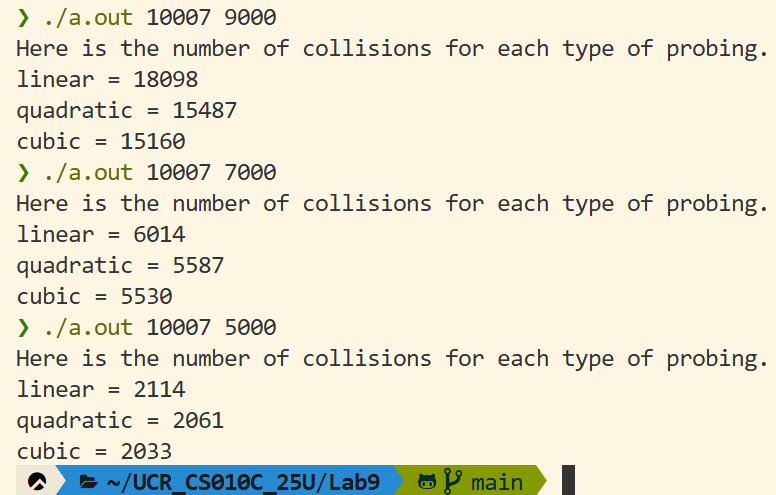 ❯ ./a.out 10007 9000
Here is the number of collisions for each type of probing.
linear = 18098
quadratic = 15487
cubic = 15160
❯ ./a.out 10007 7000
Here is the number of collisions for each type of probing.
linear = 6014
quadratic = 5587
cubic = 5530
❯ ./a.out 10007 5000
Here is the number of collisions for each type of probing.
linear = 2114
quadratic = 2061
cubic = 2033
~/UCR_CS010C_25U/Lab9 main